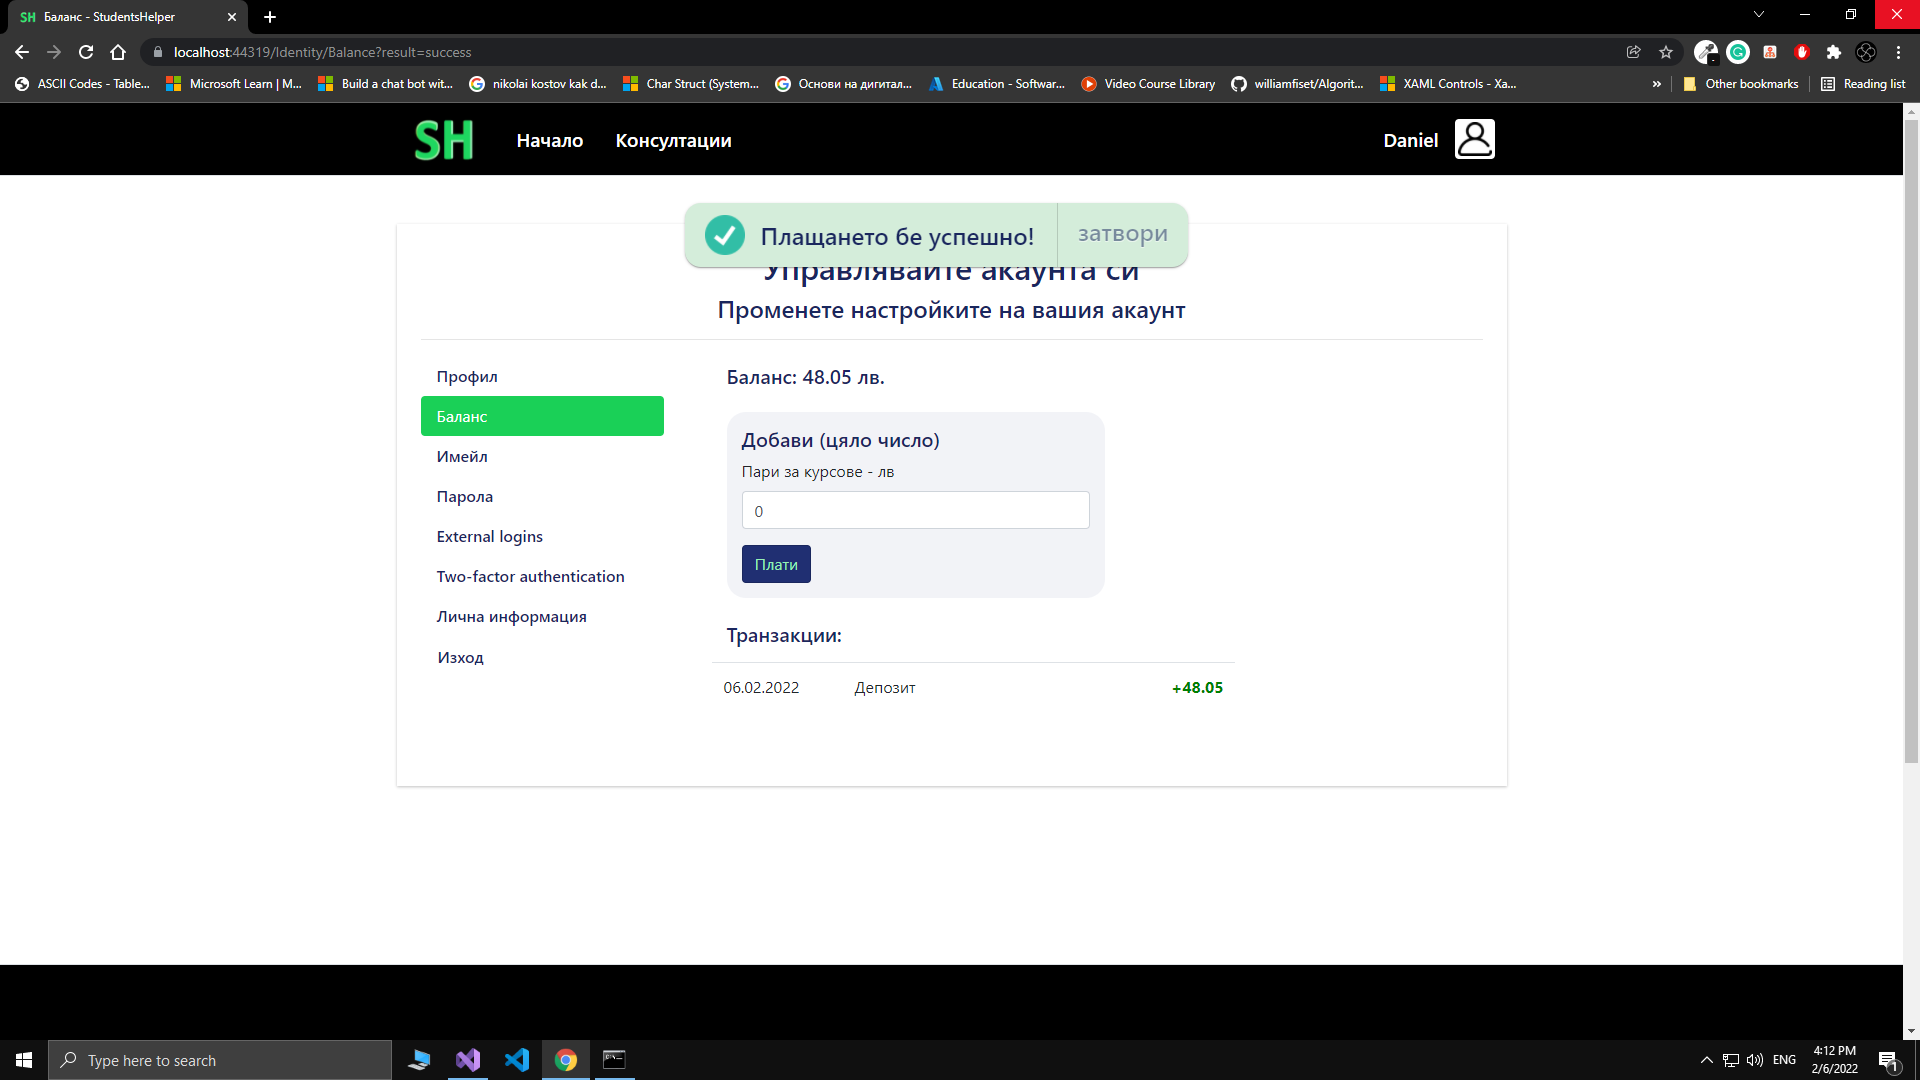 SH Баланс - StudentsHelper
localhost:44319/Identity/Balance?result=success
ASCII Codes - Table... Microsoft Learn | M... Build a chat bot wit... nikolai kostov kak d... Char Struct (System... Основи на дигитал... Education - Softwar... Video Course Library williamfiset/Algorit... XAML Controls - Xa... » Other bookmarks Reading list
SH Начало Консултации Daniel
Плащането бе успешно! затвори
Управлявайте акаунта си
Променете настройките на вашия акаунт
Профил
Баланс
Имейл
Парола
External logins
Two-factor authentication
Лична информация
Изход
Баланс: 48.05 лв.
Добави (цяло число)
Пари за курсове - лв
0
Плати
Транзакции:
06.02.2022 Депозит +48.05
Type here to search
ENG
4:12 PM
2/6/2022
1